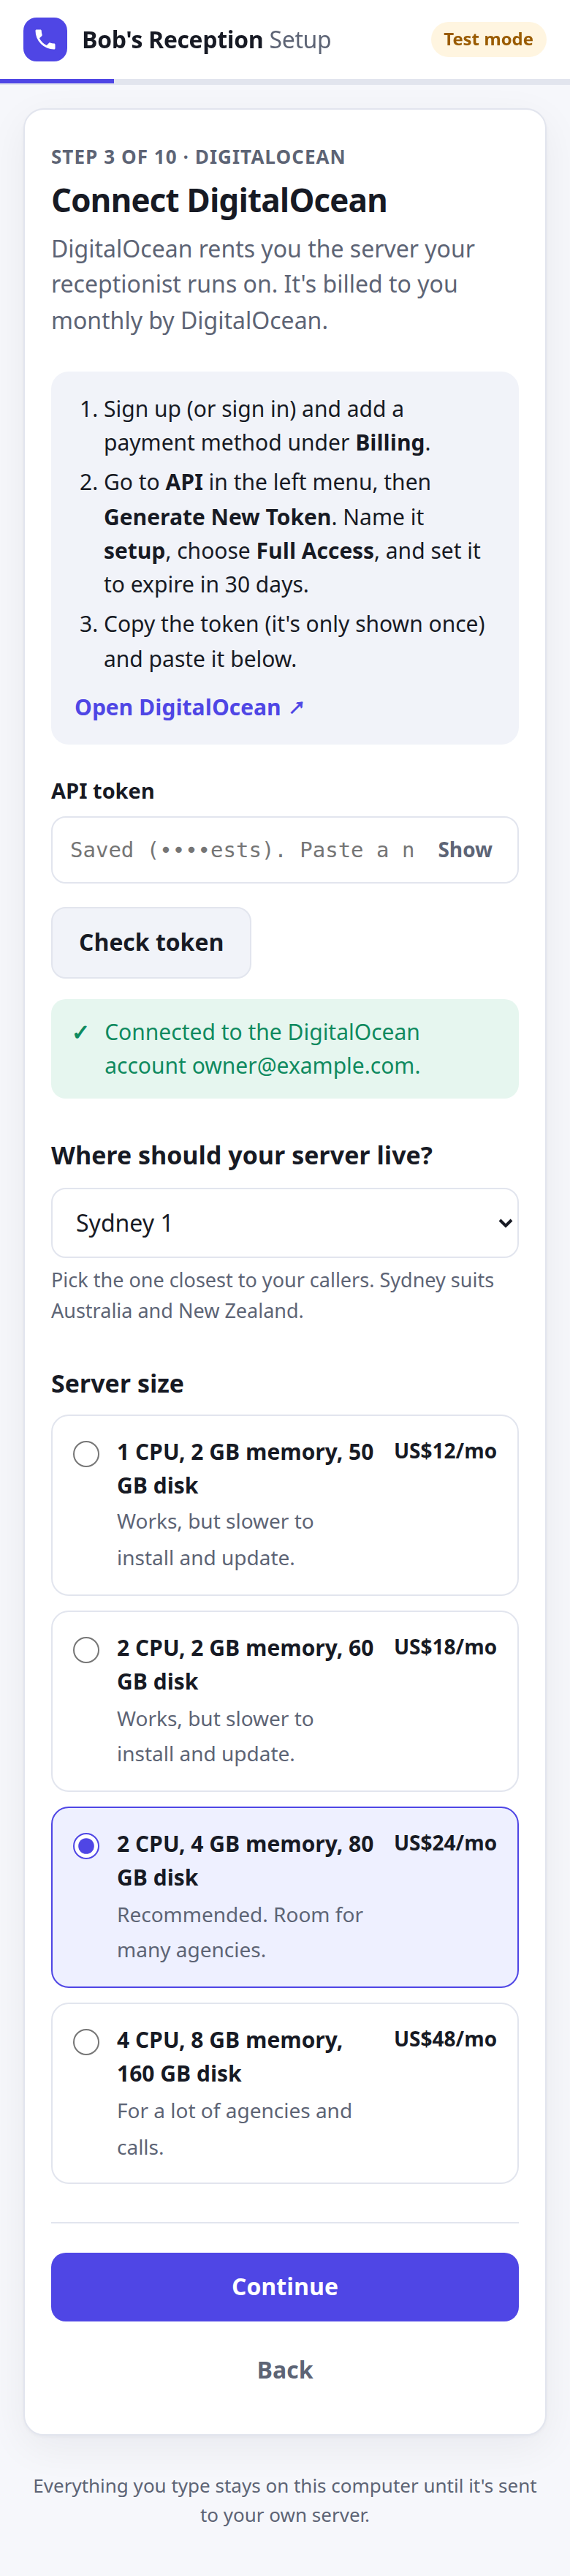 Bob's Reception Setup
Test mode
STEP 3 OF 10 · DIGITALOCEAN
Connect DigitalOcean
DigitalOcean rents you the server your
receptionist runs on. It's billed to you
monthly by DigitalOcean.
1. Sign up (or sign in) and add a
payment method under Billing.
2. Go to API in the left menu, then
Generate New Token. Name it
setup, choose Full Access, and set it
to expire in 30 days.
3. Copy the token (it's only shown once)
and paste it below.
Open DigitalOcean ↗
API token
Saved (••••ests). Paste a n
Show
Check token
✓ Connected to the DigitalOcean
account owner@example.com.
Where should your server live?
Sydney 1
Pick the one closest to your callers. Sydney suits
Australia and New Zealand.
Server size
1 CPU, 2 GB memory, 50 US$12/mo
GB disk
Works, but slower to
install and update.
2 CPU, 2 GB memory, 60 US$18/mo
GB disk
Works, but slower to
install and update.
2 CPU, 4 GB memory, 80 US$24/mo
GB disk
Recommended. Room for
many agencies.
4 CPU, 8 GB memory, US$48/mo
160 GB disk
For a lot of agencies and
calls.
Continue
Back
Everything you type stays on this computer until it's sent
to your own server.